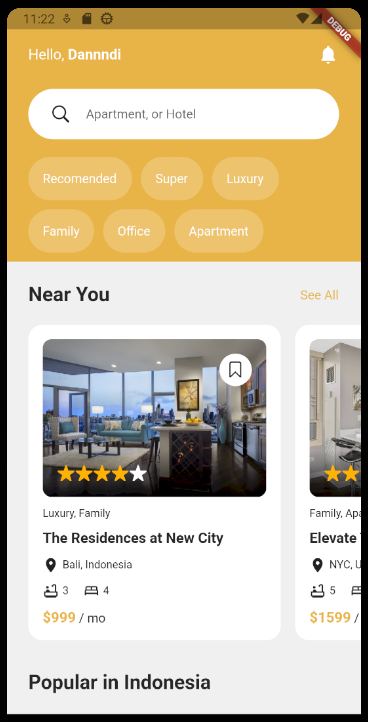 11:22
DEBUG
Hello, Dannndi
Apartment, or Hotel
Recomended Super Luxury
Family Office Apartment
Near You See All
Luxury, Family
The Residences at New City
Bali, Indonesia
3 4
$999 / mo
Family, Apa
Elevate
NYC, U
5
$1599 /
Popular in Indonesia